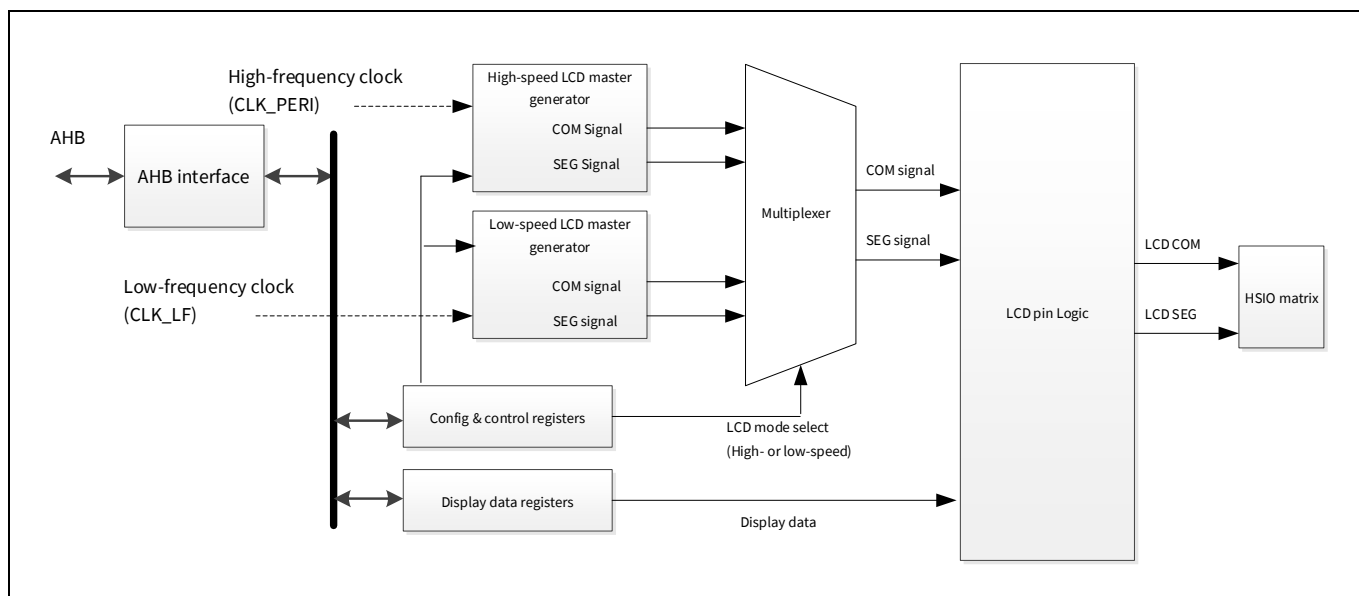 High-frequency clock
(CLK_PERI)
AHB
AHB interface
Low-frequency clock
(CLK_LF)
High-speed LCD master
generator
COM Signal
SEG Signal
Low-speed LCD master
generator
COM signal
SEG signal
Config & control registers
Display data registers
Multiplexer
LCD mode select
(High- or low-speed)
Display data
COM signal
SEG signal
LCD pin Logic
LCD COM
LCD SEG
HSIO matrix